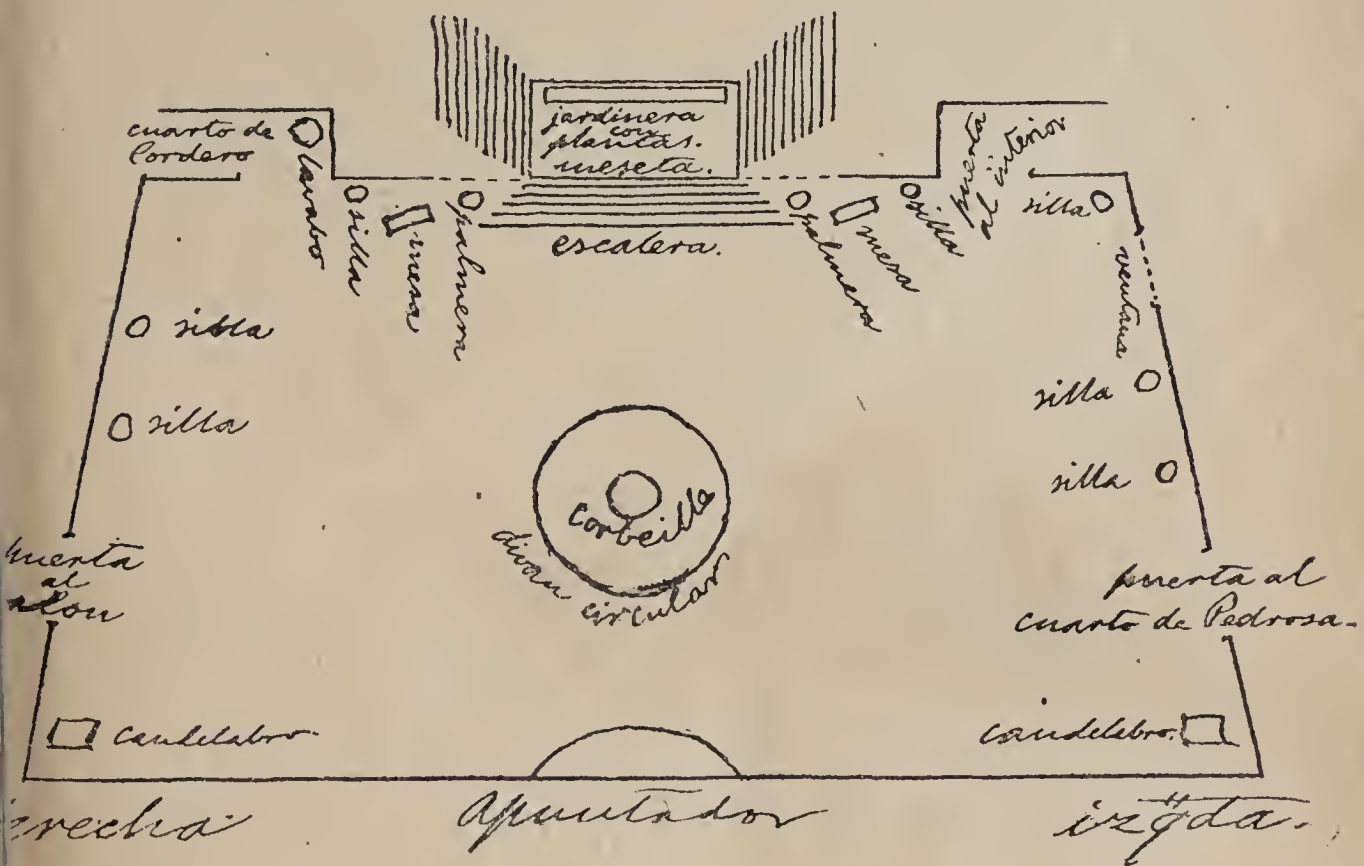 jardinera
con
plantas.
meseta.
cuarto de
Cordero
lavabo
silla
mesa
palmera
escalera.
palmera
mesa
silla
puerta
al interior
silla
ventana
silla
silla
silla
silla
corbeille
divan circular
puerta
al
alon
puerta al
cuarto de Pedrosa.
candelabro.
candelabro.
erecha
apuntador
izqda.